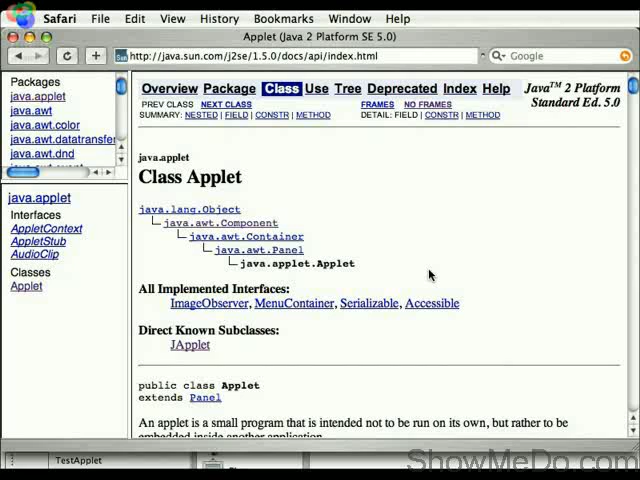 Safari File Edit View History Bookmarks Window Help
Applet (Java 2 Platform SE 5.0)
http://java.sun.com/j2se/1.5.0/docs/api/index.html Google
Packages
java.applet
java.awt
java.awt.color
java.awt.datatransfer
java.awt.dnd
java.applet
Interfaces
AppletContext
AppletStub
AudioClip
Classes
Applet
Overview Package Class Use Tree Deprecated Index Help
Java™ 2 Platform
Standard Ed. 5.0
PREV CLASS NEXT CLASS FRAMES NO FRAMES
SUMMARY: NESTED | FIELD | CONSTR | METHOD DETAIL: FIELD | CONSTR | METHOD
java.applet
Class Applet
java.lang.Object
java.awt.Component
java.awt.Container
java.awt.Panel
java.applet.Applet
All Implemented Interfaces:
ImageObserver, MenuContainer, Serializable, Accessible
Direct Known Subclasses:
JApplet
public class Applet
extends Panel
An applet is a small program that is intended not to be run on its own, but rather to be
embedded inside another application.
TestApplet
ShowMeDo.com